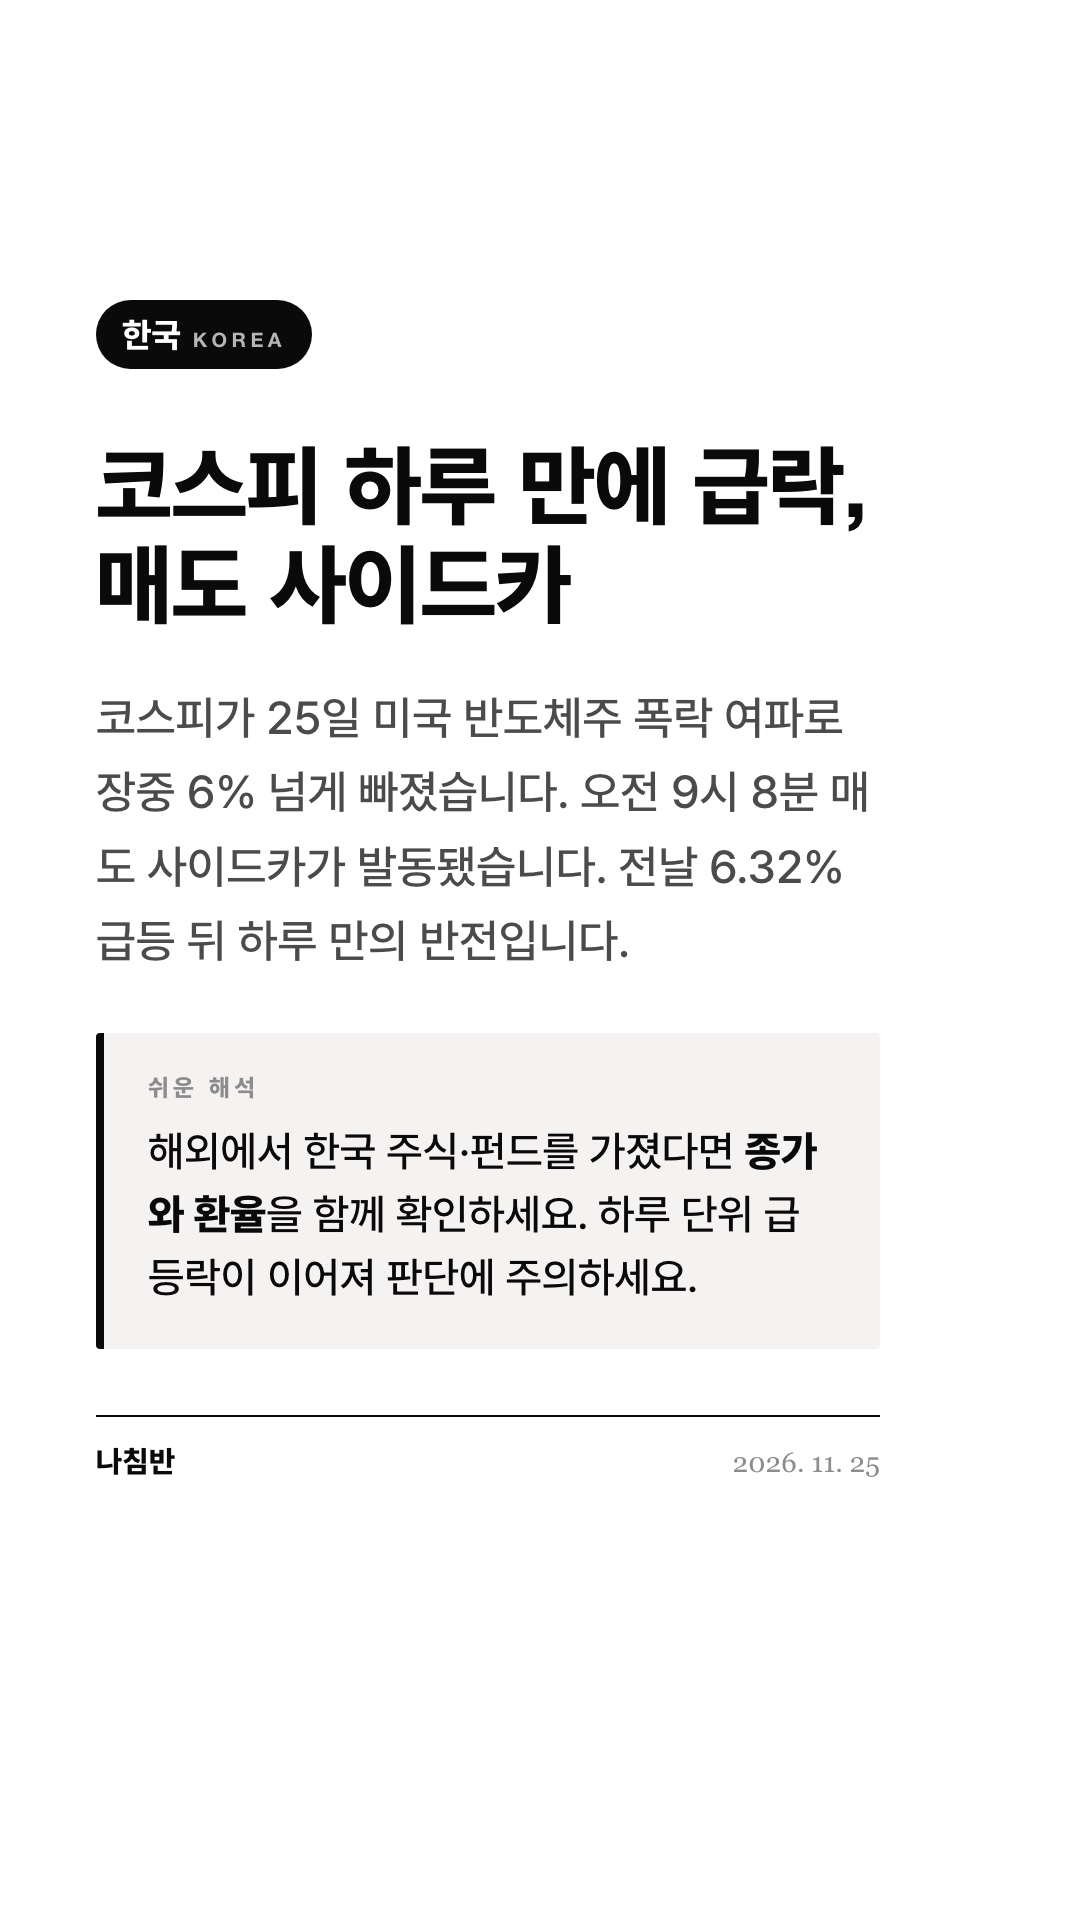 한국 KOREA
코스피 하루 만에 급락,
매도 사이드카
코스피가 25일 미국 반도체주 폭락 여파로
장중 6% 넘게 빠졌습니다. 오전 9시 8분 매
도 사이드카가 발동됐습니다. 전날 6.32%
급등 뒤 하루 만의 반전입니다.
쉬운 해석
해외에서 한국 주식·펀드를 가졌다면 종가
와 환율을 함께 확인하세요. 하루 단위 급
등락이 이어져 판단에 주의하세요.
나침반
2026. 11. 25